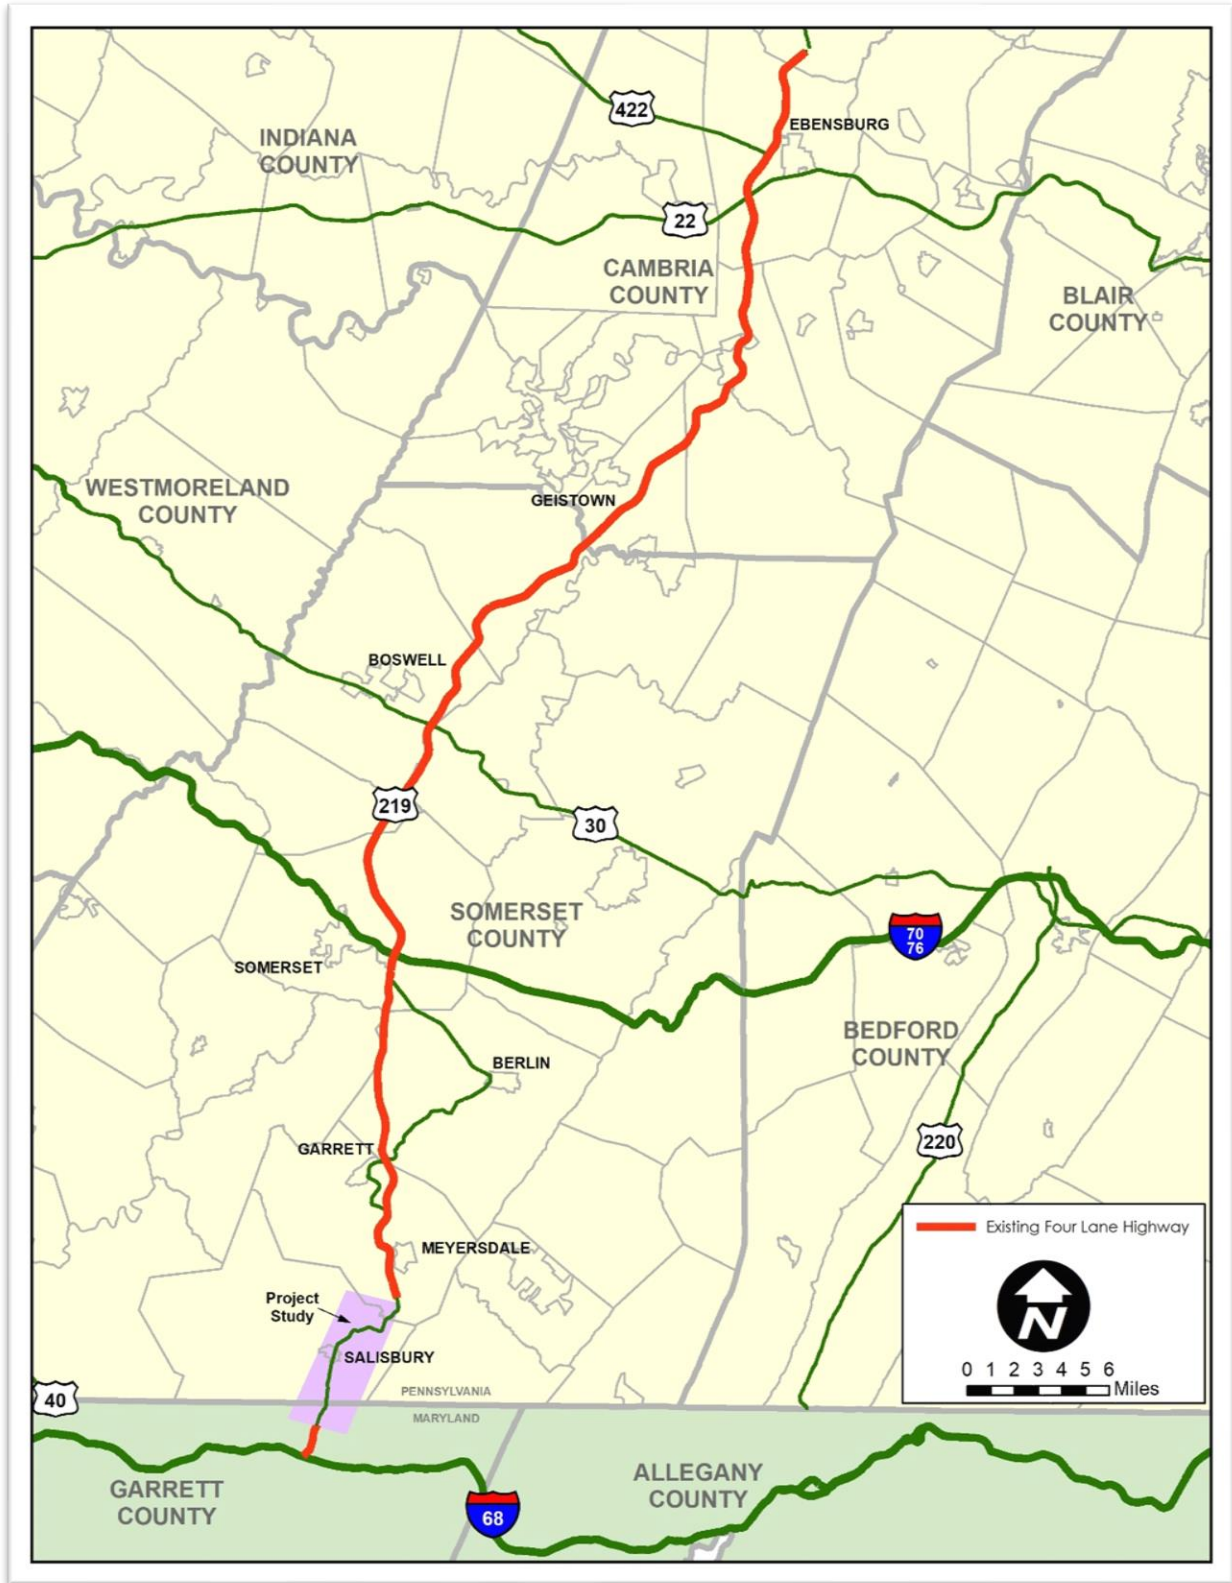 422
EBENSBURG
INDIANA
COUNTY
22
CAMBRIA
COUNTY
BLAIR
COUNTY
WESTMORELAND
COUNTY
GEISTOWN
BOSWELL
219
30
SOMERSET
COUNTY
70
76
SOMERSET
BEDFORD
COUNTY
BERLIN
220
GARRETT
Existing Four Lane Highway
MEYERSDALE
N
Project
Study
SALISBURY
0 1 2 3 4 5 6
Miles
40
PENNSYLVANIA
MARYLAND
GARRETT
COUNTY
ALLEGANY
COUNTY
68